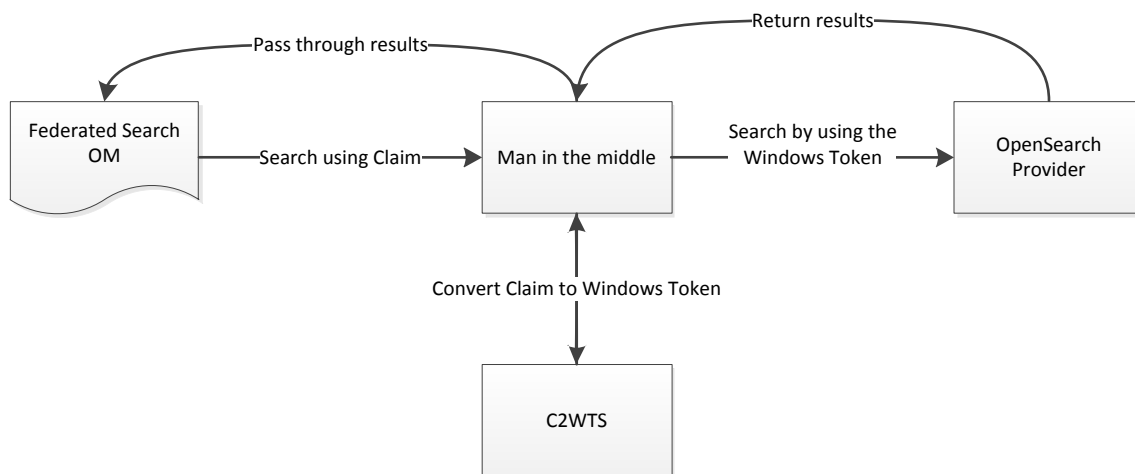 Return results
Pass through results
Federated Search
OM
Search using Claim
Man in the middle
Search by using the
Windows Token
OpenSearch
Provider
Convert Claim to Windows Token
C2WTS